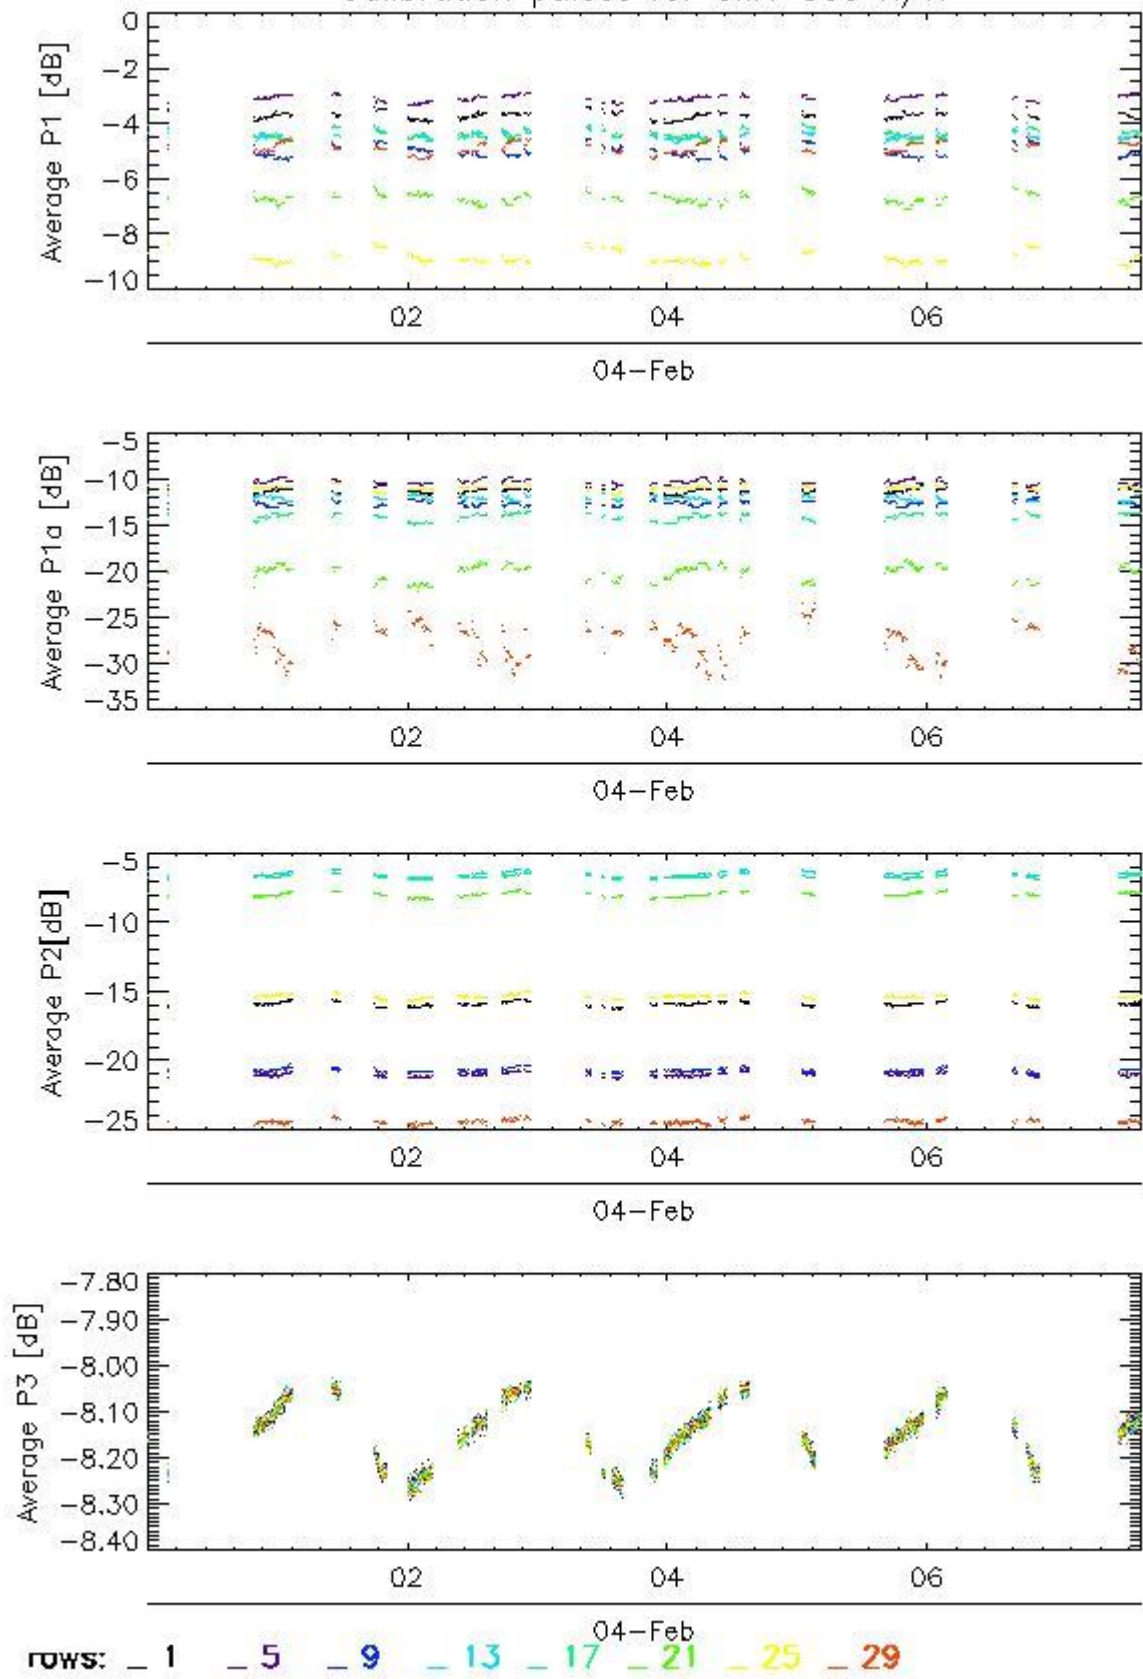 0
Average P1 [dB]
−2
−4
−6
−8
−10
02 04 06
04−Feb
Average P1a [dB]
−5
−10
−15
−20
−25
−30
−35
02 04 06
04−Feb
Average P2[dB]
−5
−10
−15
−20
−25
02 04 06
04−Feb
Average P3 [dB]
−7.80
−7.90
−8.00
−8.10
−8.20
−8.30
−8.40
02 04 06
04−Feb
rows: _ 1 _ 5 _ 9 _ 13 _ 17 _ 21 _ 25 _ 29